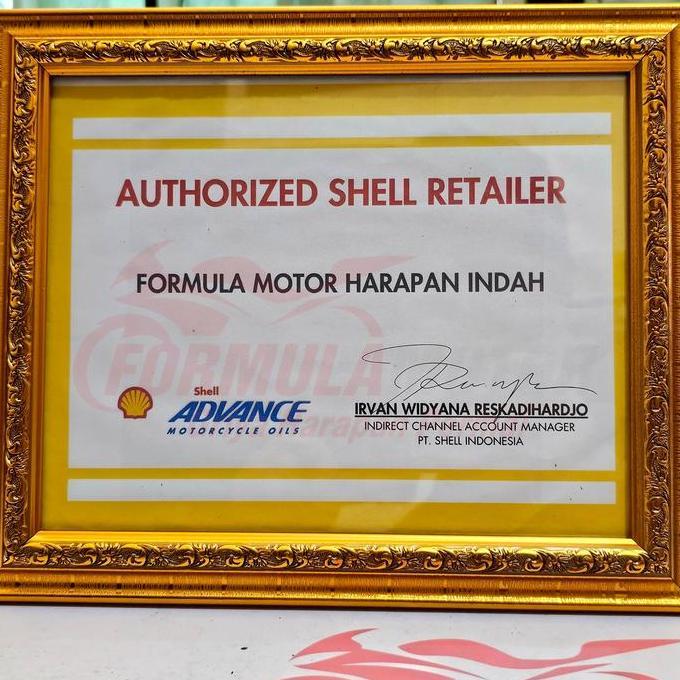 AUTHORIZED SHELL RETAILER
FORMULA MOTOR HARAPAN INDAH
FORMULA
Shell
ADVANCE
MOTORCYCLE OILS
IRVAN WIDYANA RESKADIHARDJO
INDIRECT CHANNEL ACCOUNT MANAGER
PT. SHELL INDONESIA